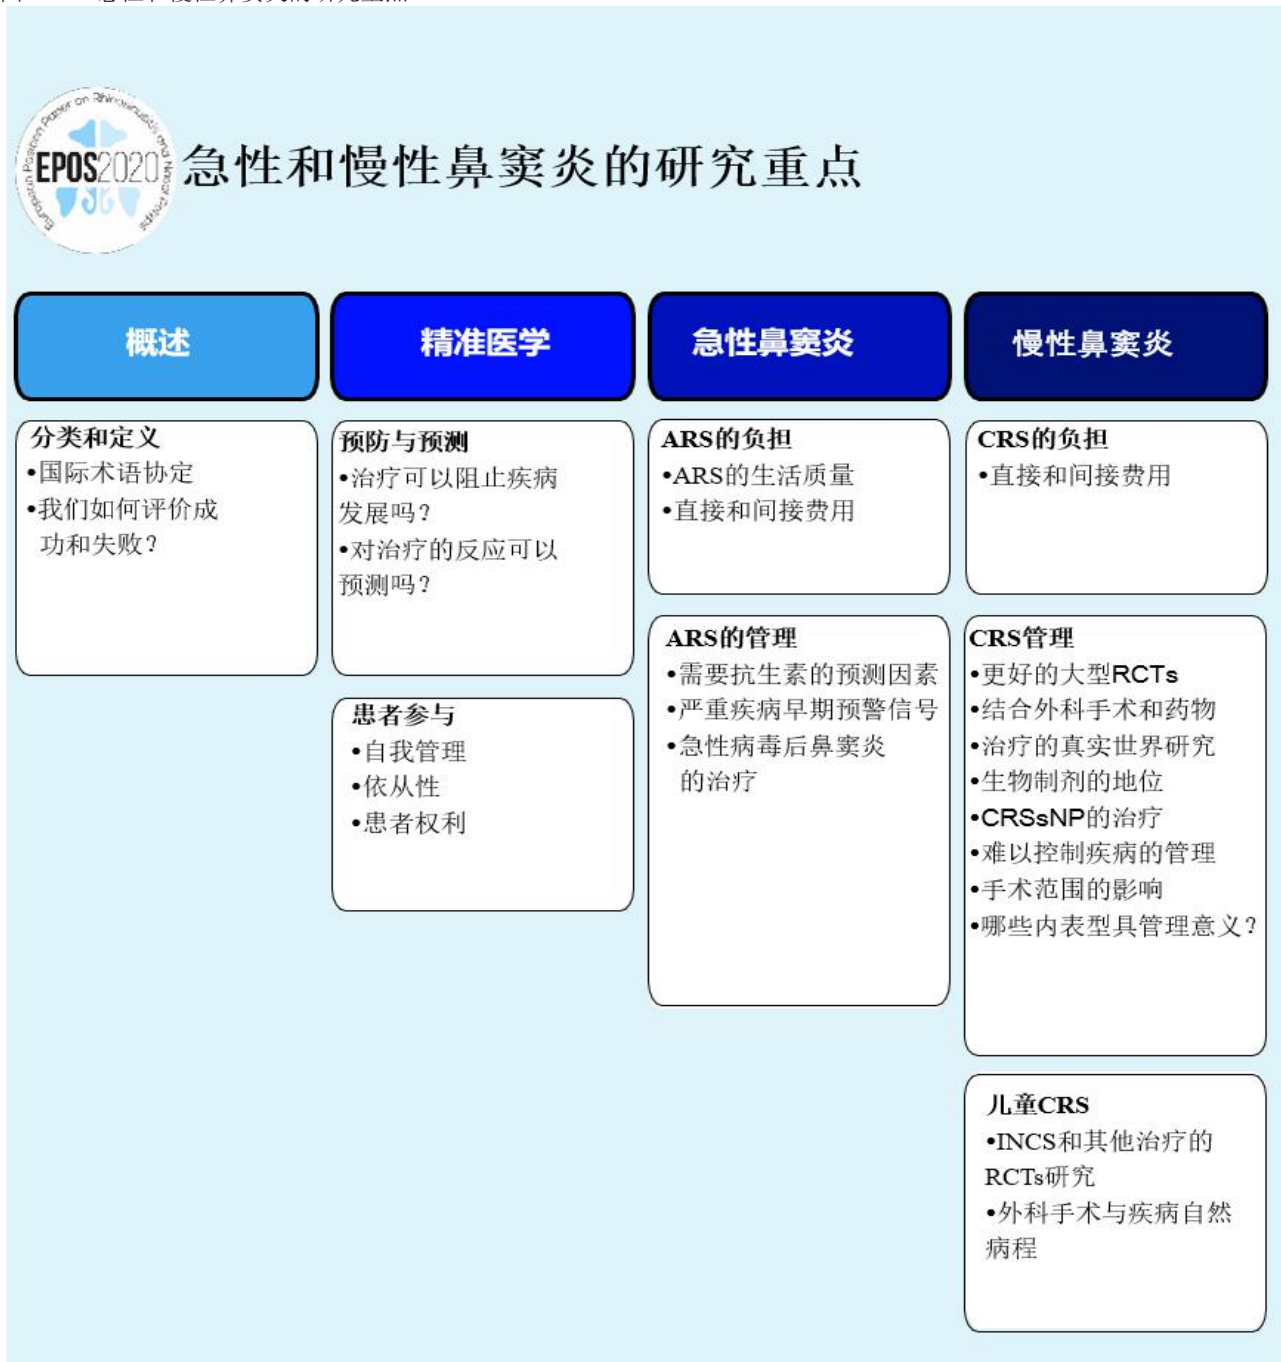 European Position Paper on Rhinosinusitis and Nasal Polyps
EPOS2020
急性和慢性鼻窦炎的研究重点
概述
分类和定义
•国际术语协定
•我们如何评价成
功和失败?
精准医学
预防与预测
•治疗可以阻止疾病
发展吗?
•对治疗的反应可以
预测吗?
患者参与
•自我管理
•依从性
•患者权利
急性鼻窦炎
ARS的负担
•ARS的生活质量
•直接和间接费用
ARS的管理
•需要抗生素的预测因素
•严重疾病早期预警信号
•急性病毒后鼻窦炎
的治疗
慢性鼻窦炎
CRS的负担
•直接和间接费用
CRS管理
•更好的大型RCTs
•结合外科手术和药物
•治疗的真实世界研究
•生物制剂的地位
•CRSsNP的治疗
•难以控制疾病的管理
•手术范围的影响
•哪些内表型具管理意义?
儿童CRS
•INCS和其他治疗的
RCTs研究
•外科手术与疾病自然
病程